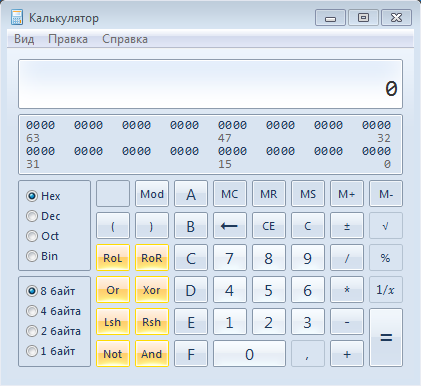 Калькулятор
Вид Правка Справка
0
0000 0000 0000 0000 0000 0000 0000 0000
63 47 32
0000 0000 0000 0000 0000 0000 0000 0000
31 15 0
Hex Mod A MC MR MS M+ M-
Dec ( ) B ← CE C ± √
Oct RoL RoR C 7 8 9 / %
Bin
8 байт Or Xor D 4 5 6 * 1/x
4 байта
2 байта Lsh Rsh E 1 2 3 - =
1 байт Not And F 0 , +